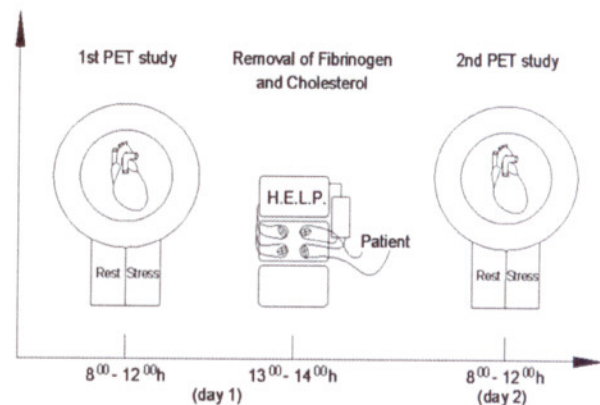 1st PET study
Removal of Fibrinogen
and Cholesterol
2nd PET study
H.E.L.P.
Patient
Rest Stress
Rest Stress
8⁰⁰ - 12⁰⁰h
13⁰⁰ - 14⁰⁰h
8⁰⁰ - 12⁰⁰h
(day 1)
(day 2)